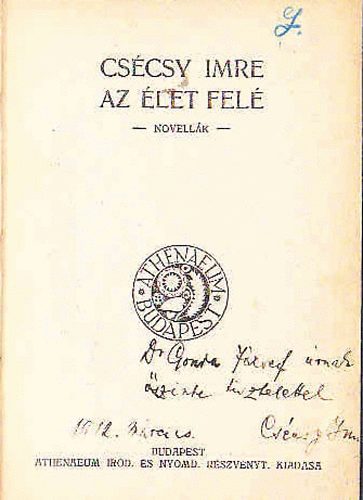 CSÉCSY IMRE
AZ ÉLET FELÉ
— NOVELLÁK —
ATHENAEUM
BUDAPEST
Dr Gonda József úrnak
őszinte tisztelettel
1912. március.
Csécsy Imre
BUDAPEST
ATHENAEUM IROD. ÉS NYOMD. RÉSZVÉNYT. KIADÁSA